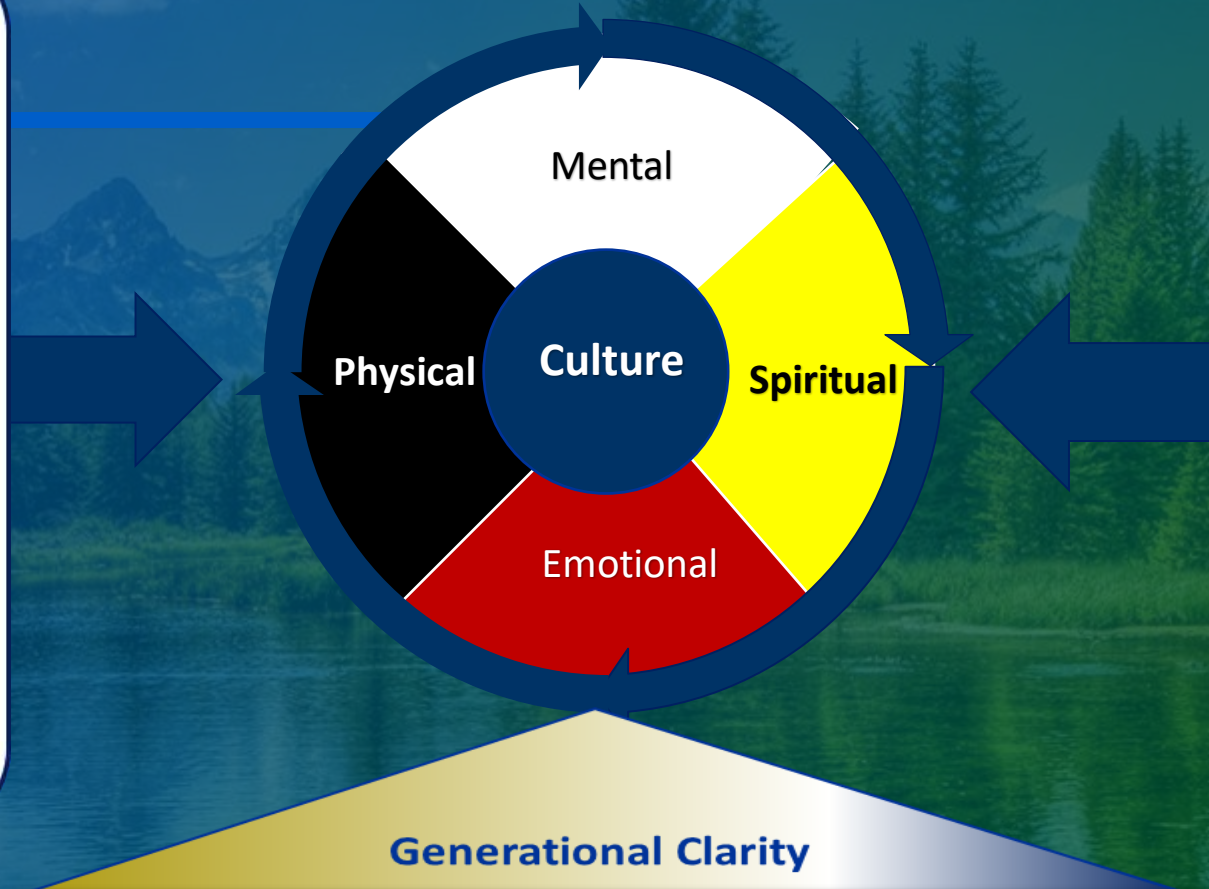 Mental
Physical
Culture
Spiritual
Emotional
Generational Clarity